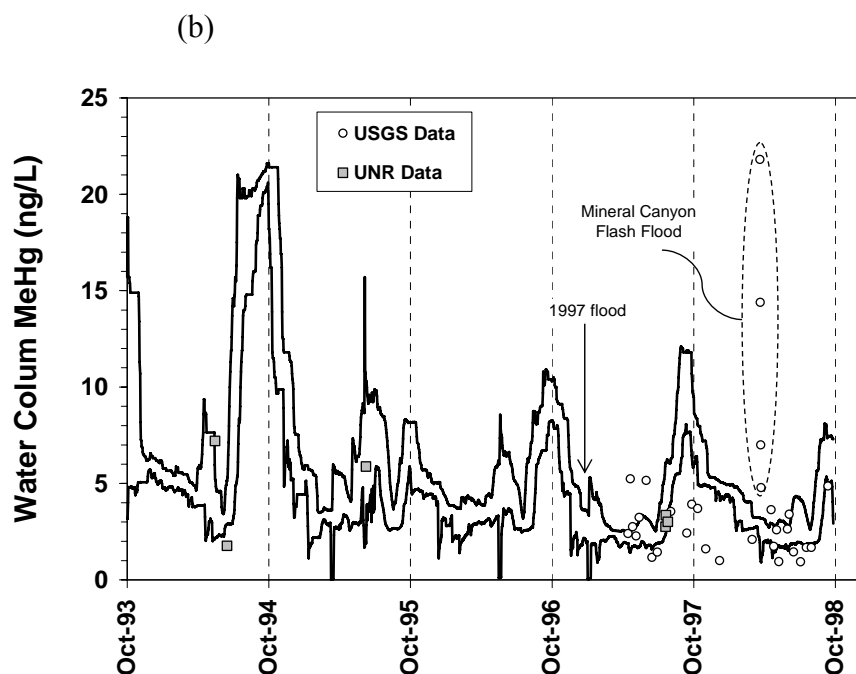 (b)
25
20
15
10
5
0
Water Colum MeHg (ng/L)
USGS Data
UNR Data
Mineral Canyon
Flash Flood
1997 flood
Oct-93
Oct-94
Oct-95
Oct-96
Oct-97
Oct-98